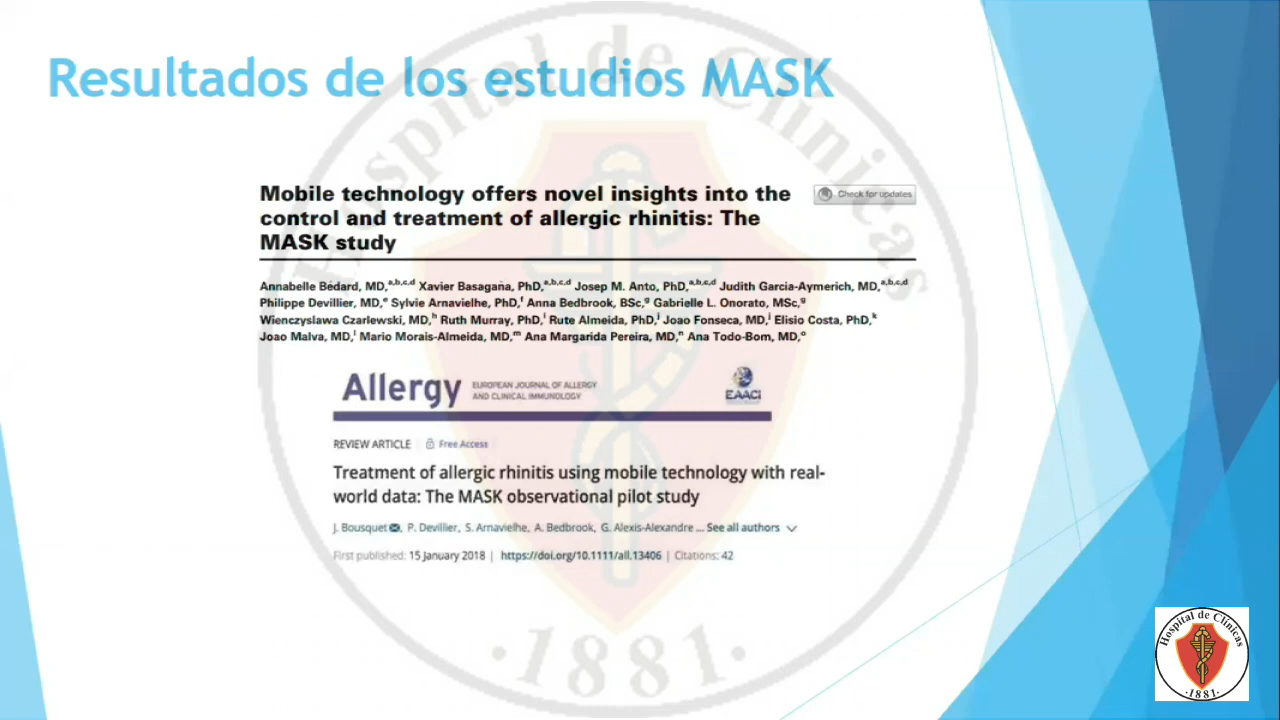 Resultados de los estudios MASK
Mobile technology offers novel insights into the
control and treatment of allergic rhinitis: The
MASK study
Check for updates
Annabelle Bédard, MD,a,b,c,d Xavier Basagaña, PhD,a,b,c,d Josep M. Anto, PhD,a,b,c,d Judith Garcia-Aymerich, MD,a,b,c,d
Philippe Devillier, MD,e Sylvie Arnavielhe, PhD,f Anna Bedbrook, BSc,g Gabrielle L. Onorato, MSc,g
Wienczyslawa Czarlewski, MD,h Ruth Murray, PhD,i Rute Almeida, PhD,j Joao Fonseca, MD,j Elisio Costa, PhD,k
Joao Malva, MD,l Mario Morais-Almeida, MD,m Ana Margarida Pereira, MD,n Ana Todo-Bom, MD,o
Allergy
EUROPEAN JOURNAL OF ALLERGY
AND CLINICAL IMMUNOLOGY
EAACI
REVIEW ARTICLE Free Access
Treatment of allergic rhinitis using mobile technology with real-
world data: The MASK observational pilot study
J. Bousquet, P. Devillier, S. Arnavielhe, A. Bedbrook, G. Alexis-Alexandre ... See all authors
First published: 15 January 2018 | https://doi.org/10.1111/all.13406 | Citations: 42
Hospital de Clínicas
·1881·
Hospital de Clínicas
·1881·